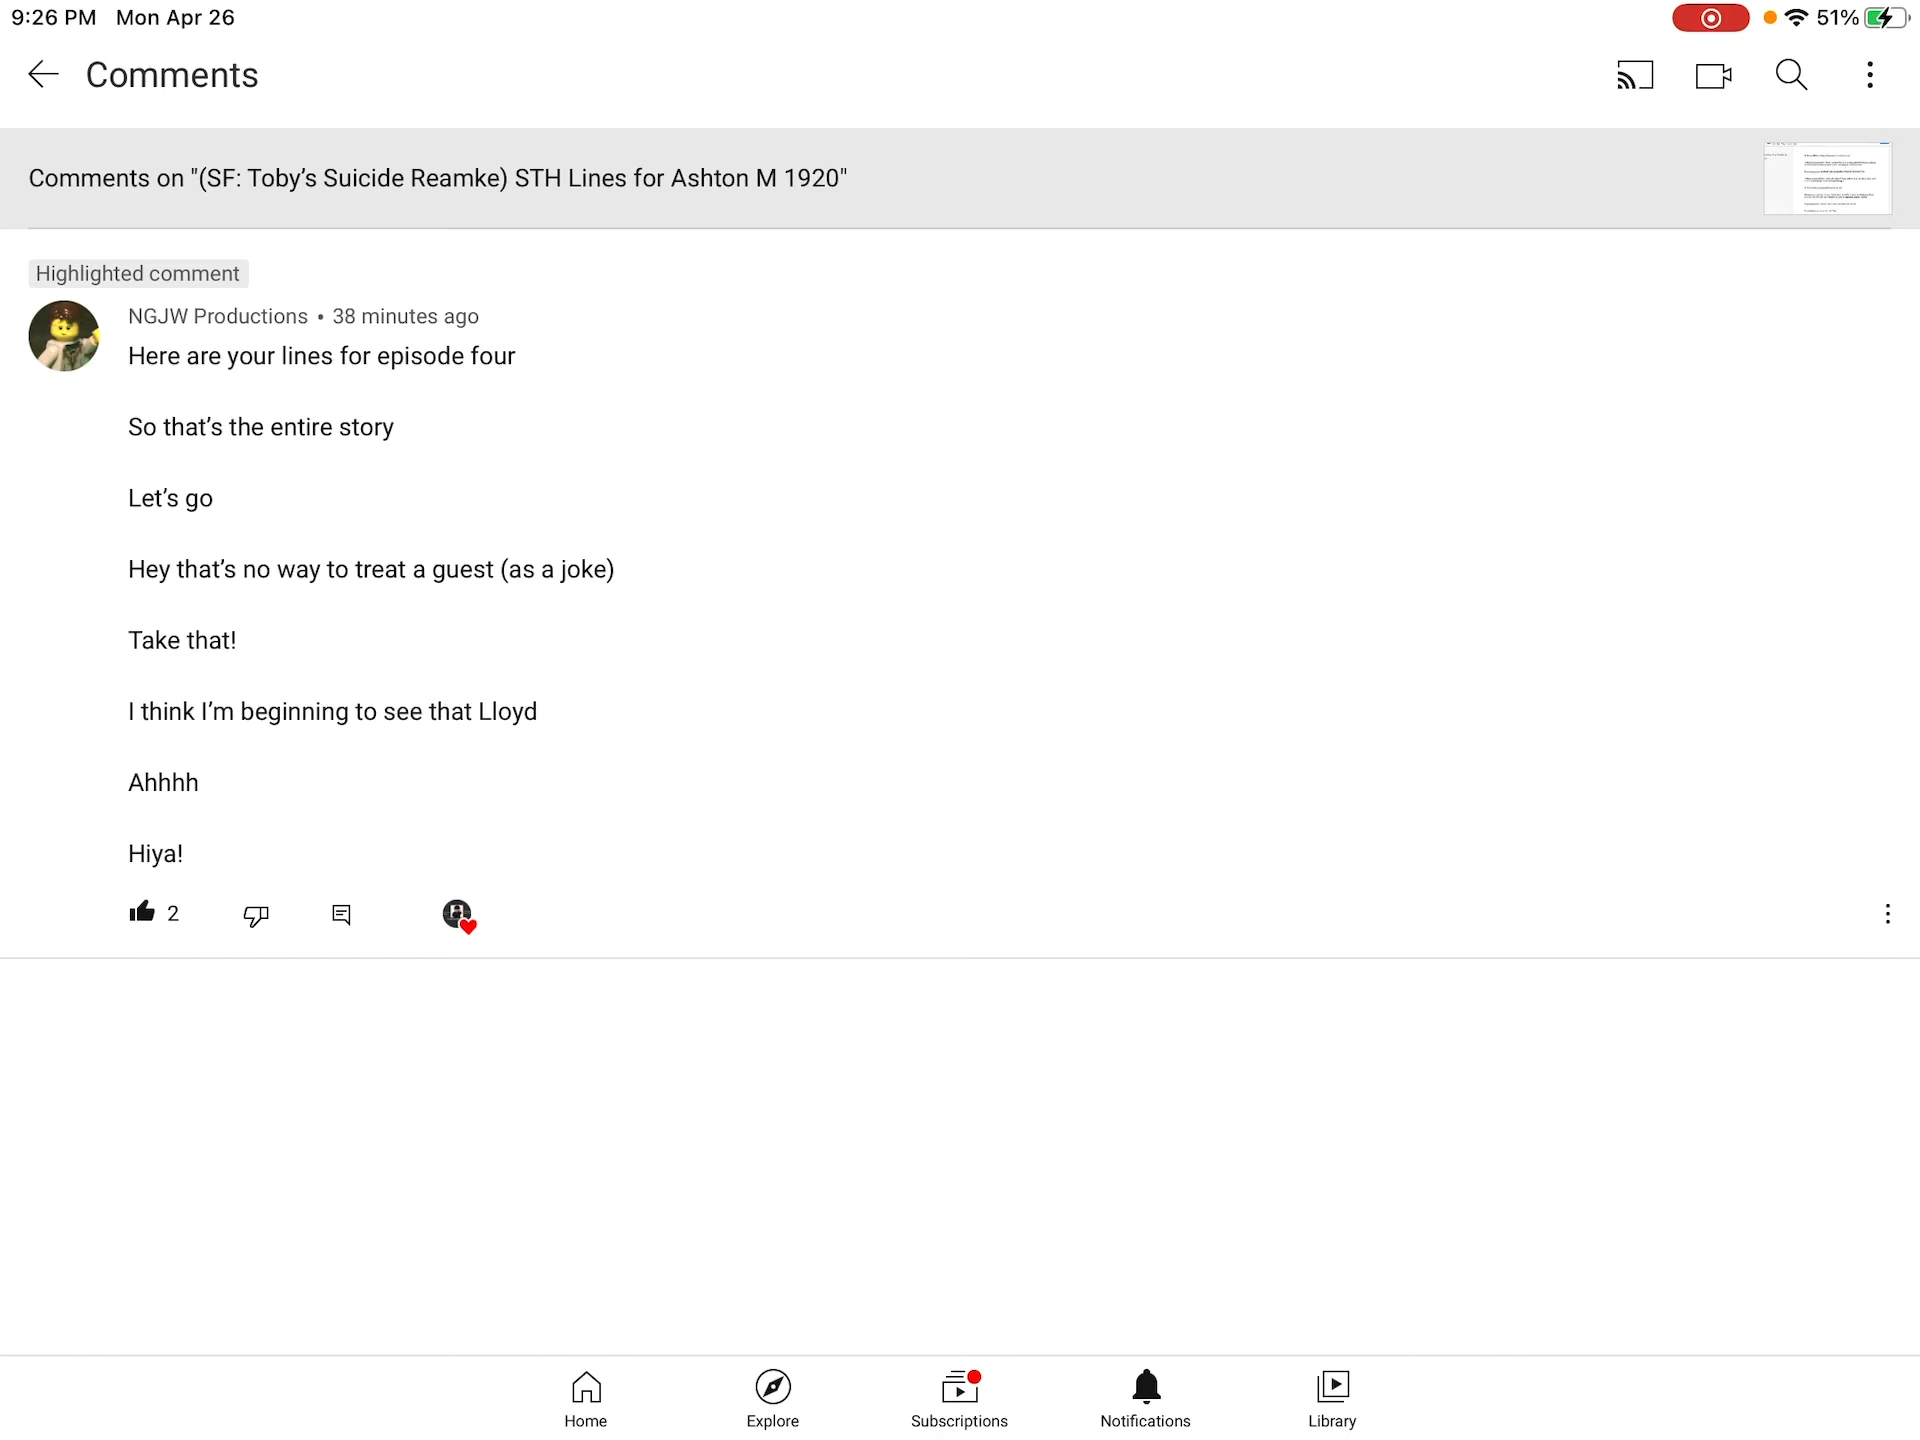 9:26 PM Mon Apr 26
51%
Comments
Comments on "(SF: Toby's Suicide Reamke) STH Lines for Ashton M 1920"
Highlighted comment
NGJW Productions • 38 minutes ago
Here are your lines for episode four
So that's the entire story
Let's go
Hey that's no way to treat a guest (as a joke)
Take that!
I think I'm beginning to see that Lloyd
Ahhhh
Hiya!
2
Home Explore Subscriptions Notifications Library